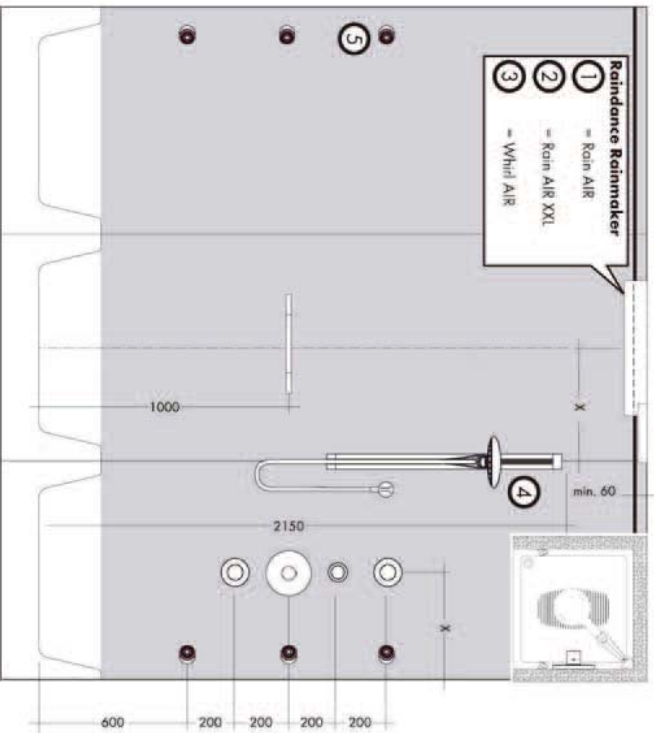 Raindance Rainmaker
1 = Rain AIR
2 = Rain AIR XXL
3 = Whirl AIR
5
4
1000
x
min. 60
2150
x
600
200
200
200
200